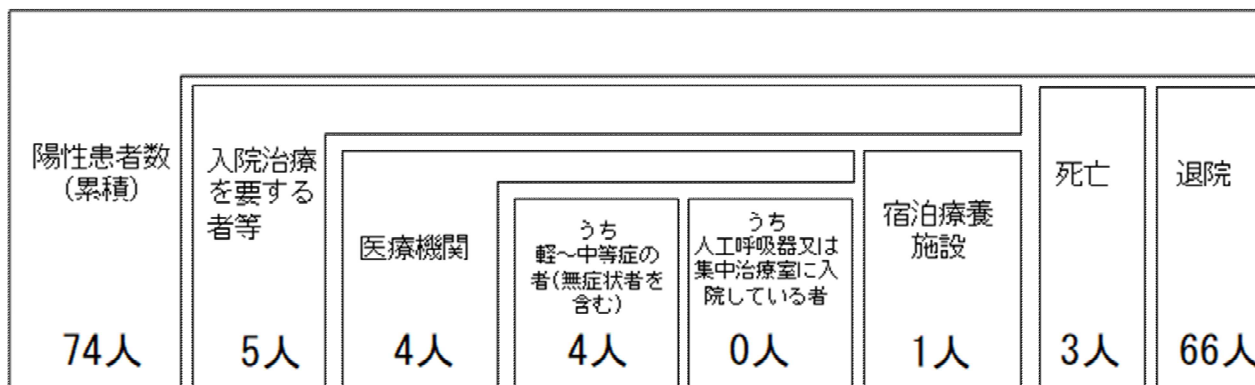 陽性患者数
(累積)
74人
入院治療
を要する
者等
5人
医療機関
4人
うち
軽～中等症の
者(無症状者を
含む)
4人
うち
人工呼吸器又は
集中治療室に入
院している者
0人
宿泊療養
施設
1人
死亡
3人
退院
66人